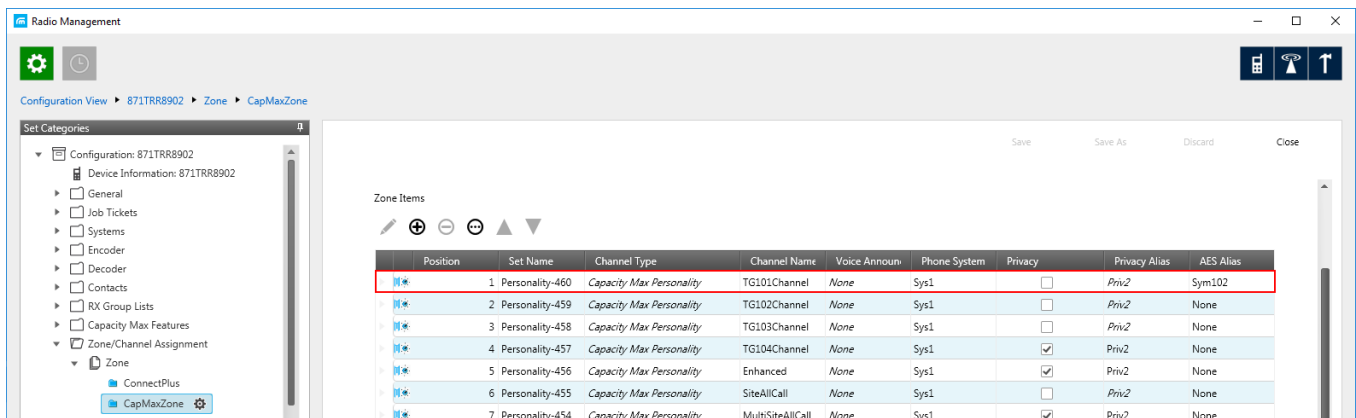 Radio Management
Configuration View ▶ 871TRR8902 ▶ Zone ▶ CapMaxZone
Set Categories
Configuration: 871TRR8902
Device Information: 871TRR8902
General
Job Tickets
Systems
Encoder
Decoder
Contacts
RX Group Lists
Capacity Max Features
Zone/Channel Assignment
Zone
ConnectPlus
CapMaxZone
Save Save As Discard Close
Zone Items
Position Set Name Channel Type Channel Name Voice Announ Phone System Privacy Privacy Alias AES Alias
1 Personality-460 Capacity Max Personality TG101Channel None Sys1 Priv2 Sym102
2 Personality-459 Capacity Max Personality TG102Channel None Sys1 Priv2 None
3 Personality-458 Capacity Max Personality TG103Channel None Sys1 Priv2 None
4 Personality-457 Capacity Max Personality TG104Channel None Sys1 Priv2 None
5 Personality-456 Capacity Max Personality Enhanced None Sys1 Priv2 None
6 Personality-455 Capacity Max Personality SiteAllCall None Sys1 Priv2 None
7 Personality-454 Capacity Max Personality MultiSiteAllCall None Sys1 Priv2 None